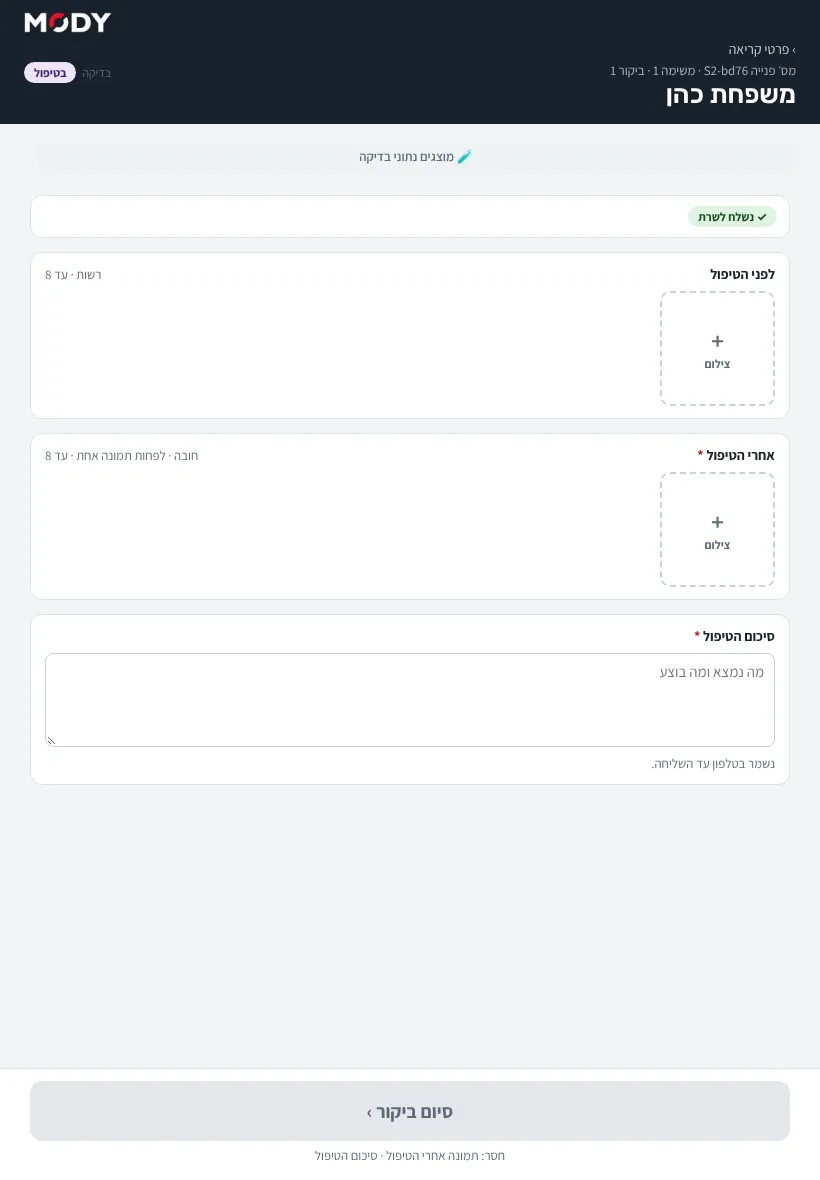 MODY
› פרטי קריאה
מס׳ פנייה S2-bd76 · משימה 1 · ביקור 1
משפחת כהן
בדיקה
בטיפול
🧪 מוצגים נתוני בדיקה
✓ נשלח לשרת
לפני הטיפול
רשות · עד 8
+
צילום
אחרי הטיפול *
חובה · לפחות תמונה אחת · עד 8
+
צילום
סיכום הטיפול *
מה נמצא ומה בוצע
נשמר בטלפון עד השליחה.
סיום ביקור ›
חסר: תמונה אחרי הטיפול · סיכום הטיפול